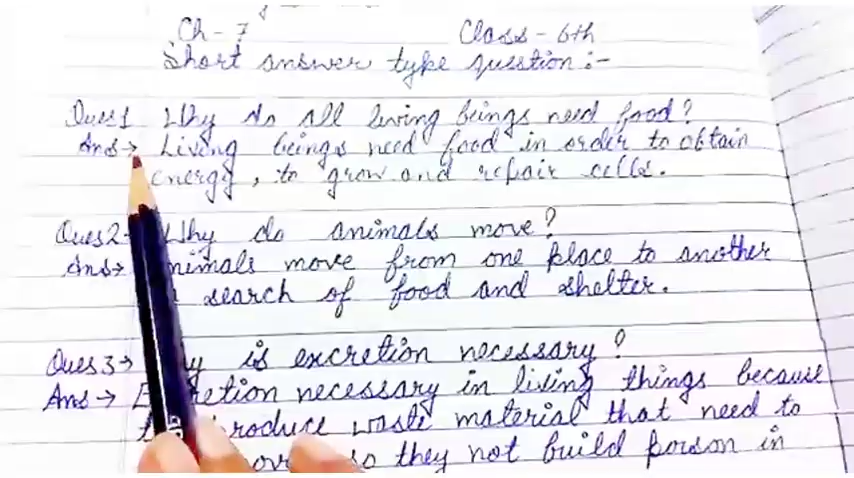 Ch - 7 Class - 6th
Short answer type question :-
Ques1 Why do all living beings need food?
Ans→ Living beings need food in order to obtain
energy, to grow and repair cells.
Ques2→ Why do animals move?
Ans→ nimals move from one place to another
search of food and shelter.
Ques3→ y is excretion necessary?
Ans→ E retion necessary in living things because
roduce waste material that need to
ove so they not build poison in